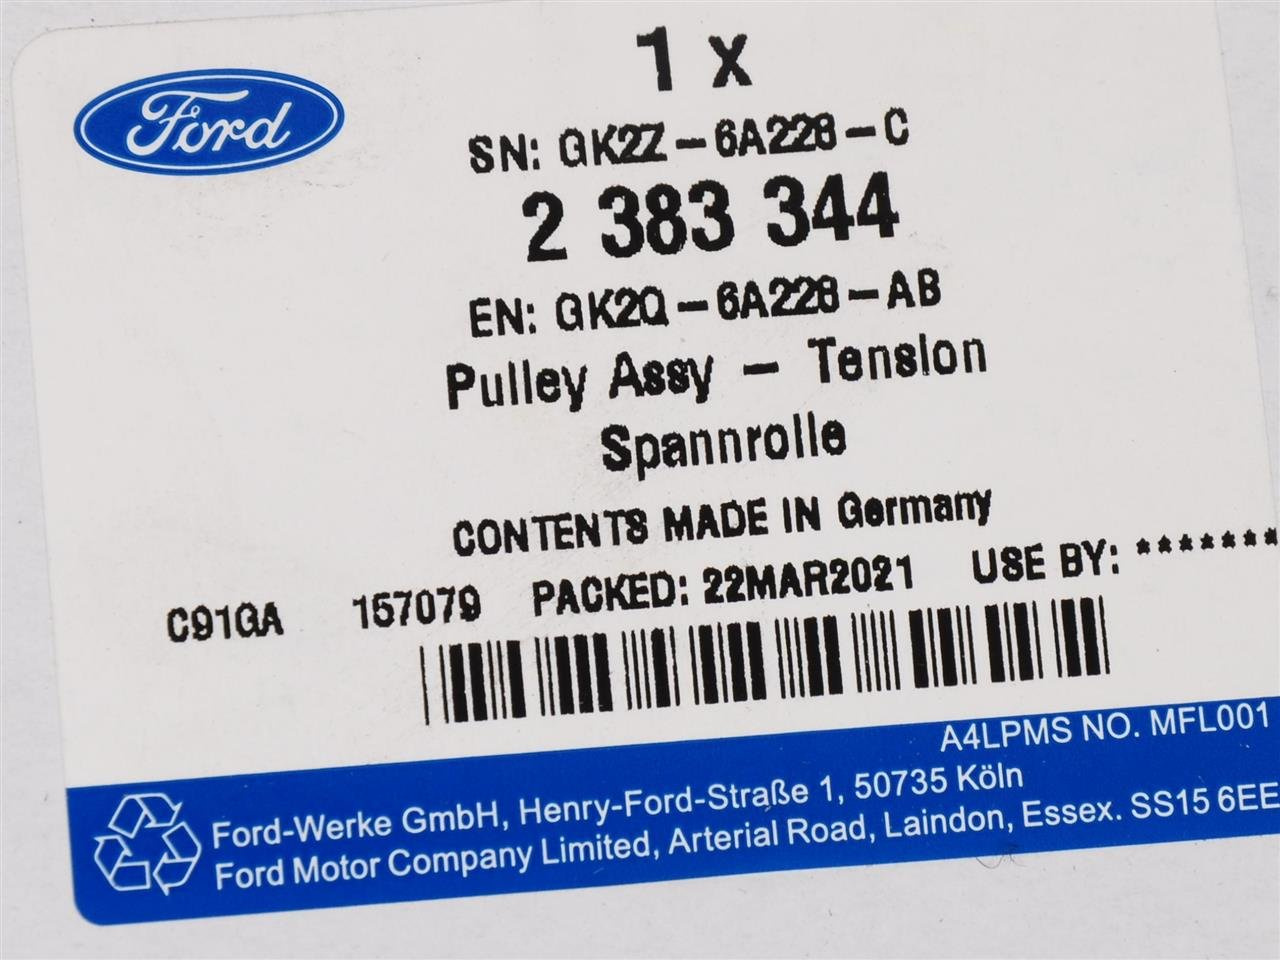 Ford
1 x
SN: GK2Z-6A228-C
2 383 344
EN: GK2Q-6A228-AB
Pulley Assy - Tension
Spannrolle
CONTENTS MADE IN Germany
C91GA 157079 PACKED: 22MAR2021 USE BY: *******
A4LPMS NO. MFL001
Ford-Werke GmbH, Henry-Ford-Straße 1, 50735 Köln
Ford Motor Company Limited, Arterial Road, Laindon, Essex. SS15 6EE